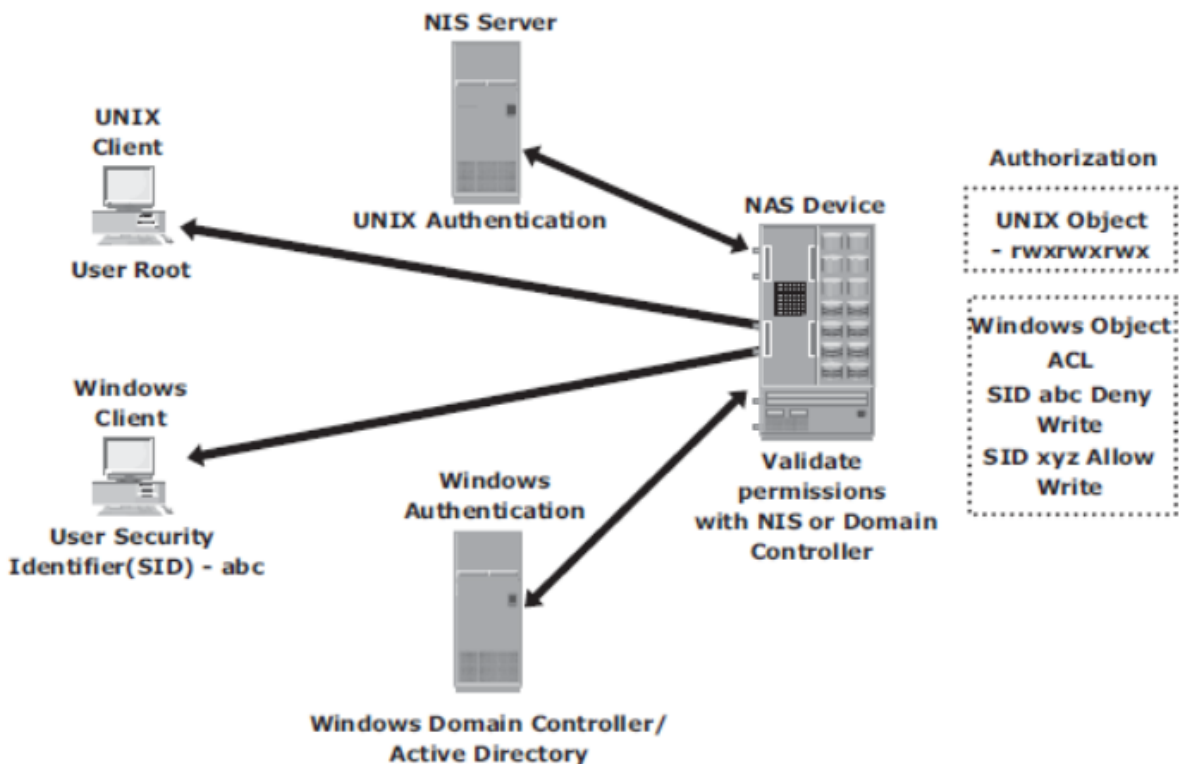 NIS Server
UNIX
Client
UNIX Authentication
User Root
NAS Device
Authorization
UNIX Object
- rwxrwxrwx
Windows Object
ACL
SID abc Deny
Write
SID xyz Allow
Write
Windows
Client
User Security
Identifier(SID) - abc
Windows
Authentication
Validate
permissions
with NIS or Domain
Controller
Windows Domain Controller/
Active Directory